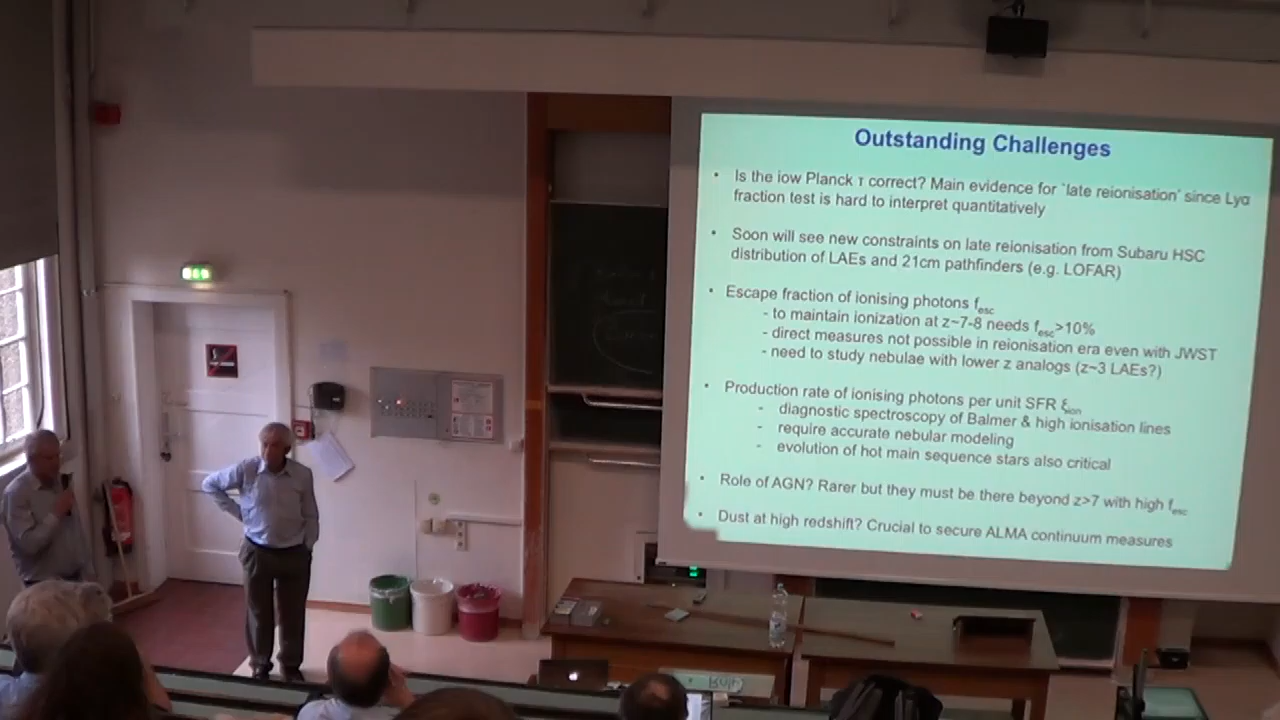 Outstanding Challenges
• Is the low Planck τ correct? Main evidence for `late reionisation' since Lyα
fraction test is hard to interpret quantitatively
• Soon will see new constraints on late reionisation from Subaru HSC
distribution of LAEs and 21cm pathfinders (e.g. LOFAR)
• Escape fraction of ionising photons fesc
- to maintain ionization at z~7-8 needs fesc>10%
- direct measures not possible in reionisation era even with JWST
- need to study nebulae with lower z analogs (z~3 LAEs?)
• Production rate of ionising photons per unit SFR ξion
- diagnostic spectroscopy of Balmer & high ionisation lines
- require accurate nebular modeling
- evolution of hot main sequence stars also critical
• Role of AGN? Rarer but they must be there beyond z>7 with high fesc
• Dust at high redshift? Crucial to secure ALMA continuum measures